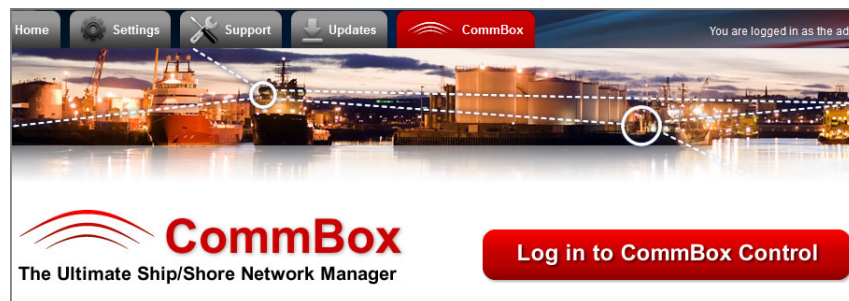 Home Settings Support Updates CommBox You are logged in as the ad
CommBox
The Ultimate Ship/Shore Network Manager
Log in to CommBox Control